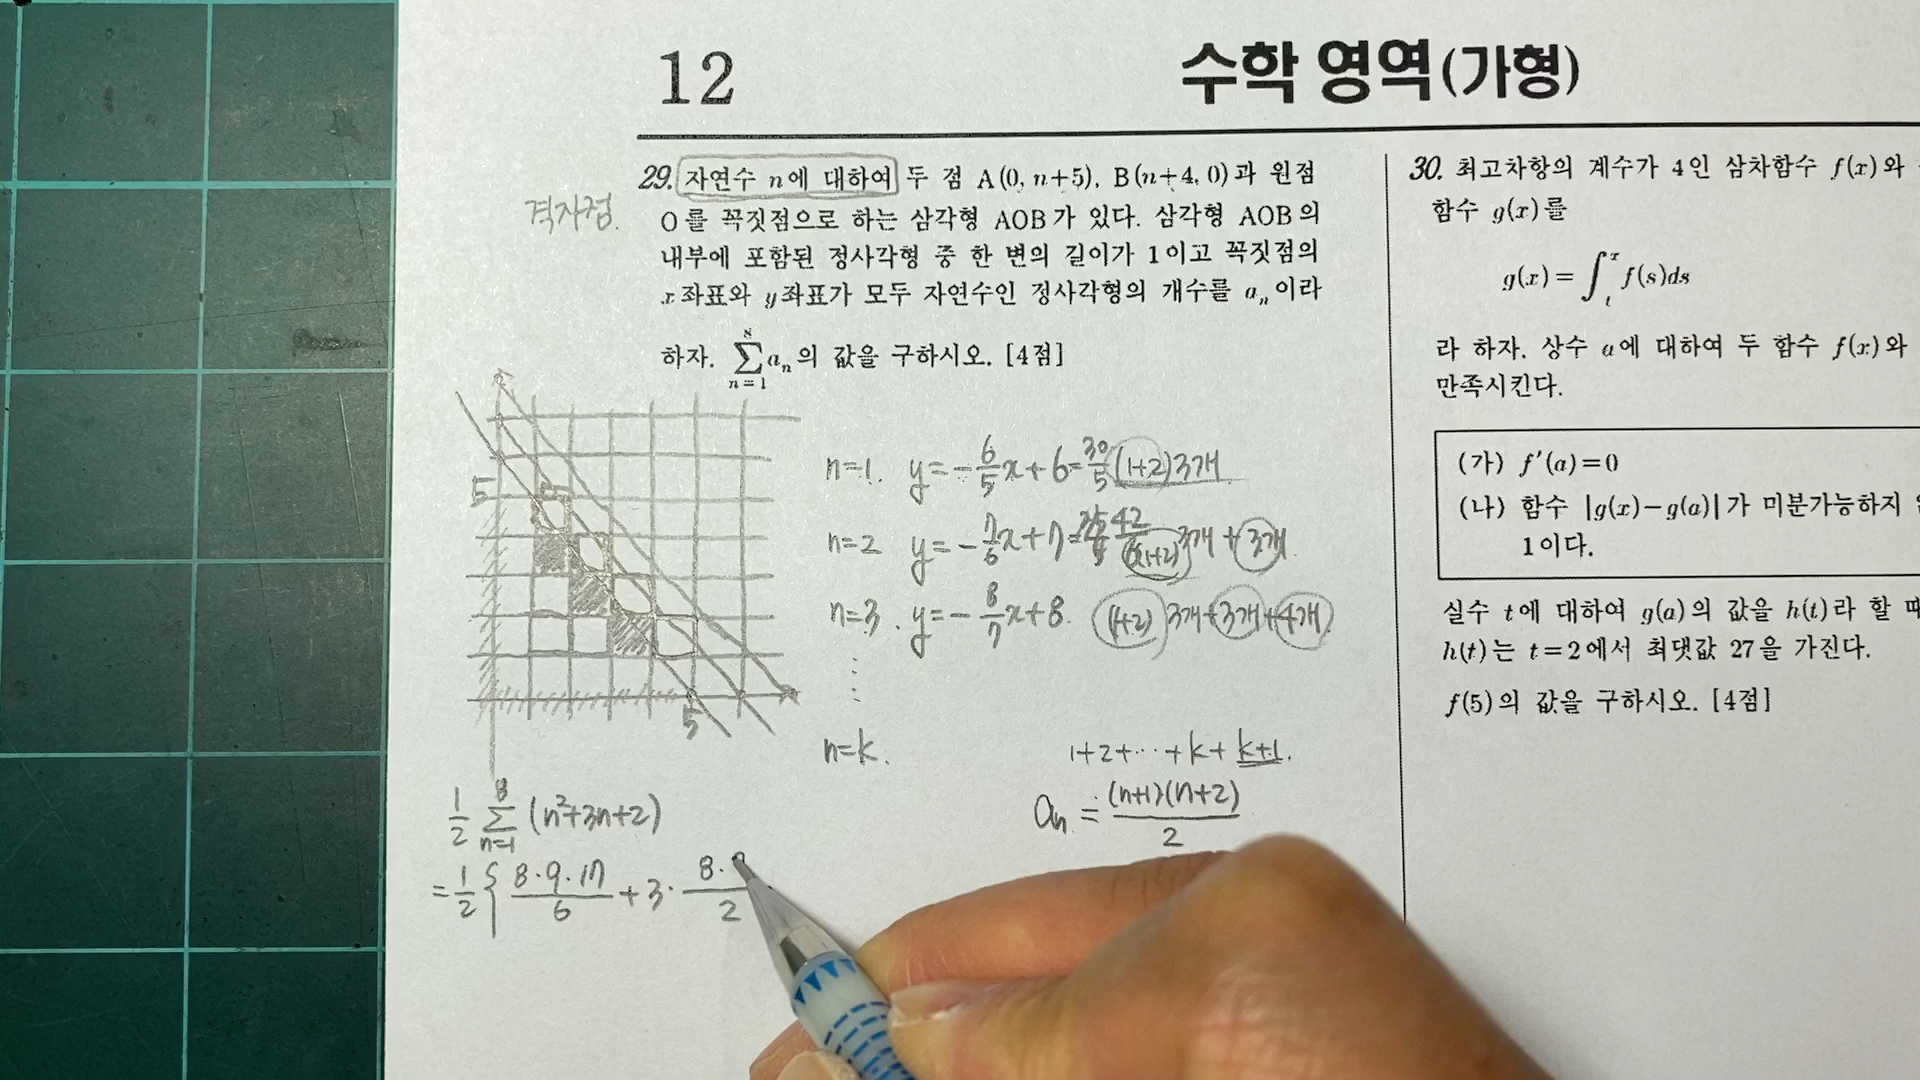 12
수학 영역(가형)
29. 자연수 n에 대하여 두 점 A(0, n+5), B(n+4, 0)과 원점
O를 꼭짓점으로 하는 삼각형 AOB가 있다. 삼각형 AOB의
내부에 포함된 정사각형 중 한 변의 길이가 1이고 꼭짓점의
x좌표와 y좌표가 모두 자연수인 정사각형의 개수를 aₙ이라
하자. ∑_{n=1}^{8} aₙ의 값을 구하시오. [4점]
격자점.
5
5
n=1. y=-6/5x+6=30/5 (1+2)3개
n=2 y=-7/6x+7= 42 (1+2)3개+3개.
n=3. y=-8/7x+8. (1+2)3개+3개+4개.
⋮
n=k. 1+2+⋯+k+k+1.
aₙ = (n+1)(n+2)/2
1/2 ∑_{n=1}^{8} (n²+3n+2)
=1/2 { 8·9·17/6 + 3· 8·/2
30. 최고차항의 계수가 4인 삼차함수 f(x)와
함수 g(x)를
g(x)=∫_t^x f(s)ds
라 하자. 상수 a에 대하여 두 함수 f(x)와
만족시킨다.
(가) f′(a)=0
(나) 함수 |g(x)-g(a)|가 미분가능하지
1이다.
실수 t에 대하여 g(a)의 값을 h(t)라 할 때
h(t)는 t=2에서 최댓값 27을 가진다.
f(5)의 값을 구하시오. [4점]